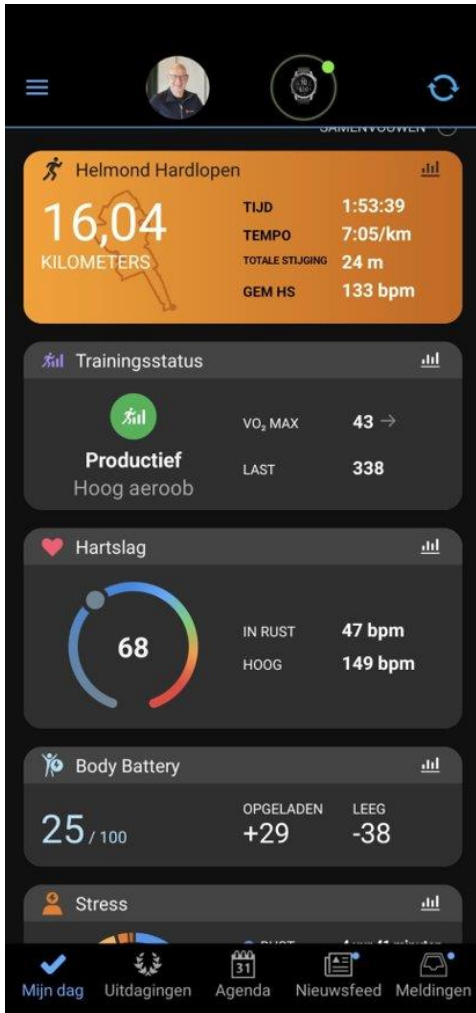 SAMENVOUWEN
Helmond Hardlopen
16,04
KILOMETERS
TIJD 1:53:39
TEMPO 7:05/km
TOTALE STIJGING 24 m
GEM HS 133 bpm
Trainingsstatus
Productief
Hoog aeroob
VO₂ MAX 43 →
LAST 338
Hartslag
68
IN RUST 47 bpm
HOOG 149 bpm
Body Battery
25 / 100
OPGELADEN LEEG
+29 -38
Stress
31
Mijn dag Uitdagingen Agenda Nieuwsfeed Meldingen